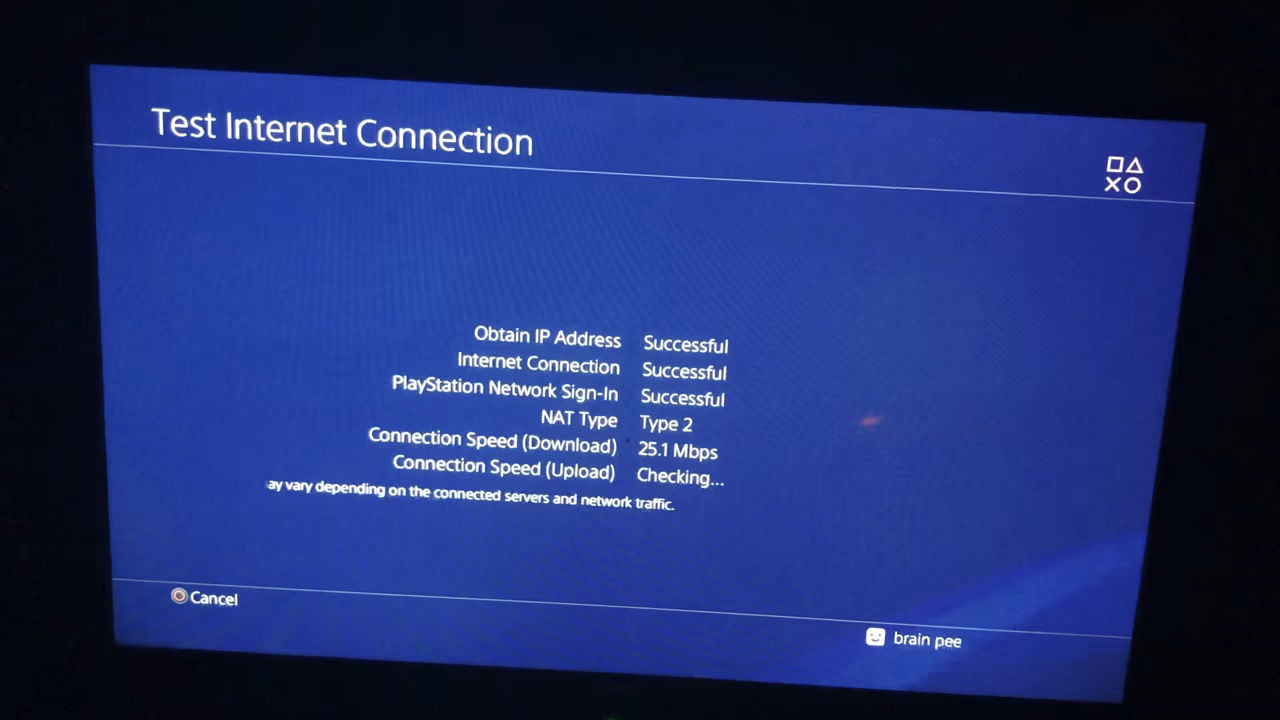 Test Internet Connection
Obtain IP Address Successful
Internet Connection Successful
PlayStation Network Sign-In Successful
NAT Type Type 2
Connection Speed (Download) 25.1 Mbps
Connection Speed (Upload) Checking...
ay vary depending on the connected servers and network traffic.
Cancel
brain pee